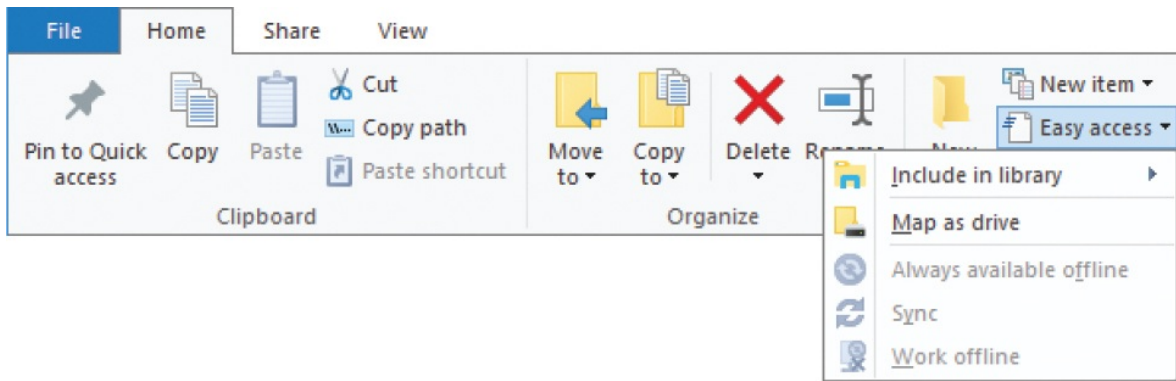 File Home Share View
Pin to Quick
access
Copy
Paste
Cut
Copy path
Paste shortcut
Clipboard
Move
to
Copy
to
Delete
Rename
Organize
New
New item
Easy access
Include in library
Map as drive
Always available offline
Sync
Work offline